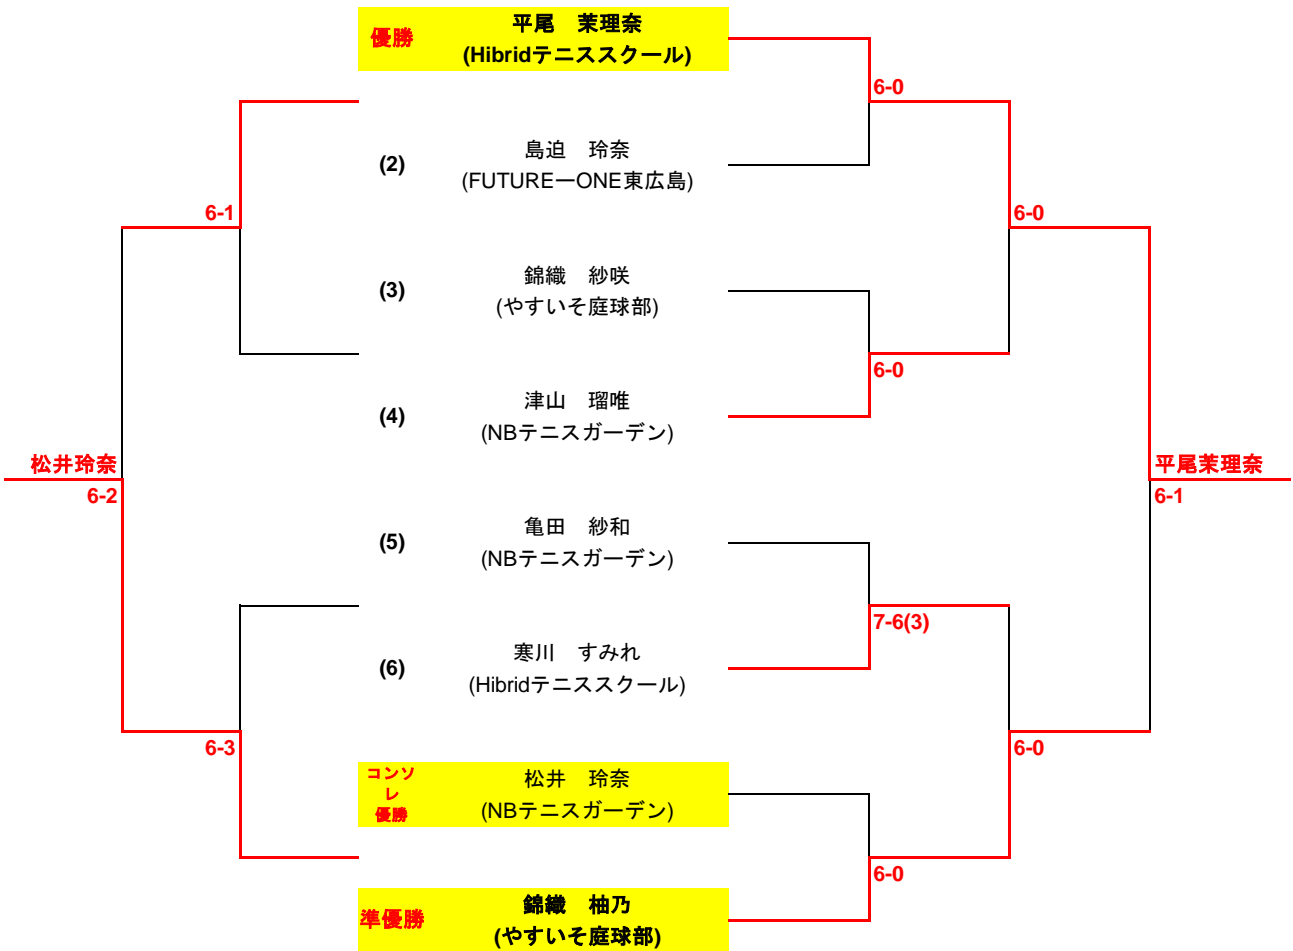 優勝
平尾　茉理奈
(Hibridテニススクール)
6-0
(2)
島迫　玲奈
(FUTURE—ONE東広島)
6-1
6-0
(3)
錦織　紗咲
(やすいそ庭球部)
6-0
(4)
津山　瑠唯
(NBテニスガーデン)
松井玲奈
6-2
平尾茉理奈
6-1
(5)
亀田　紗和
(NBテニスガーデン)
7-6(3)
(6)
寒川　すみれ
(Hibridテニススクール)
6-3
6-0
コンソ
レ
優勝
松井　玲奈
(NBテニスガーデン)
6-0
準優勝
錦織　柚乃
(やすいそ庭球部)